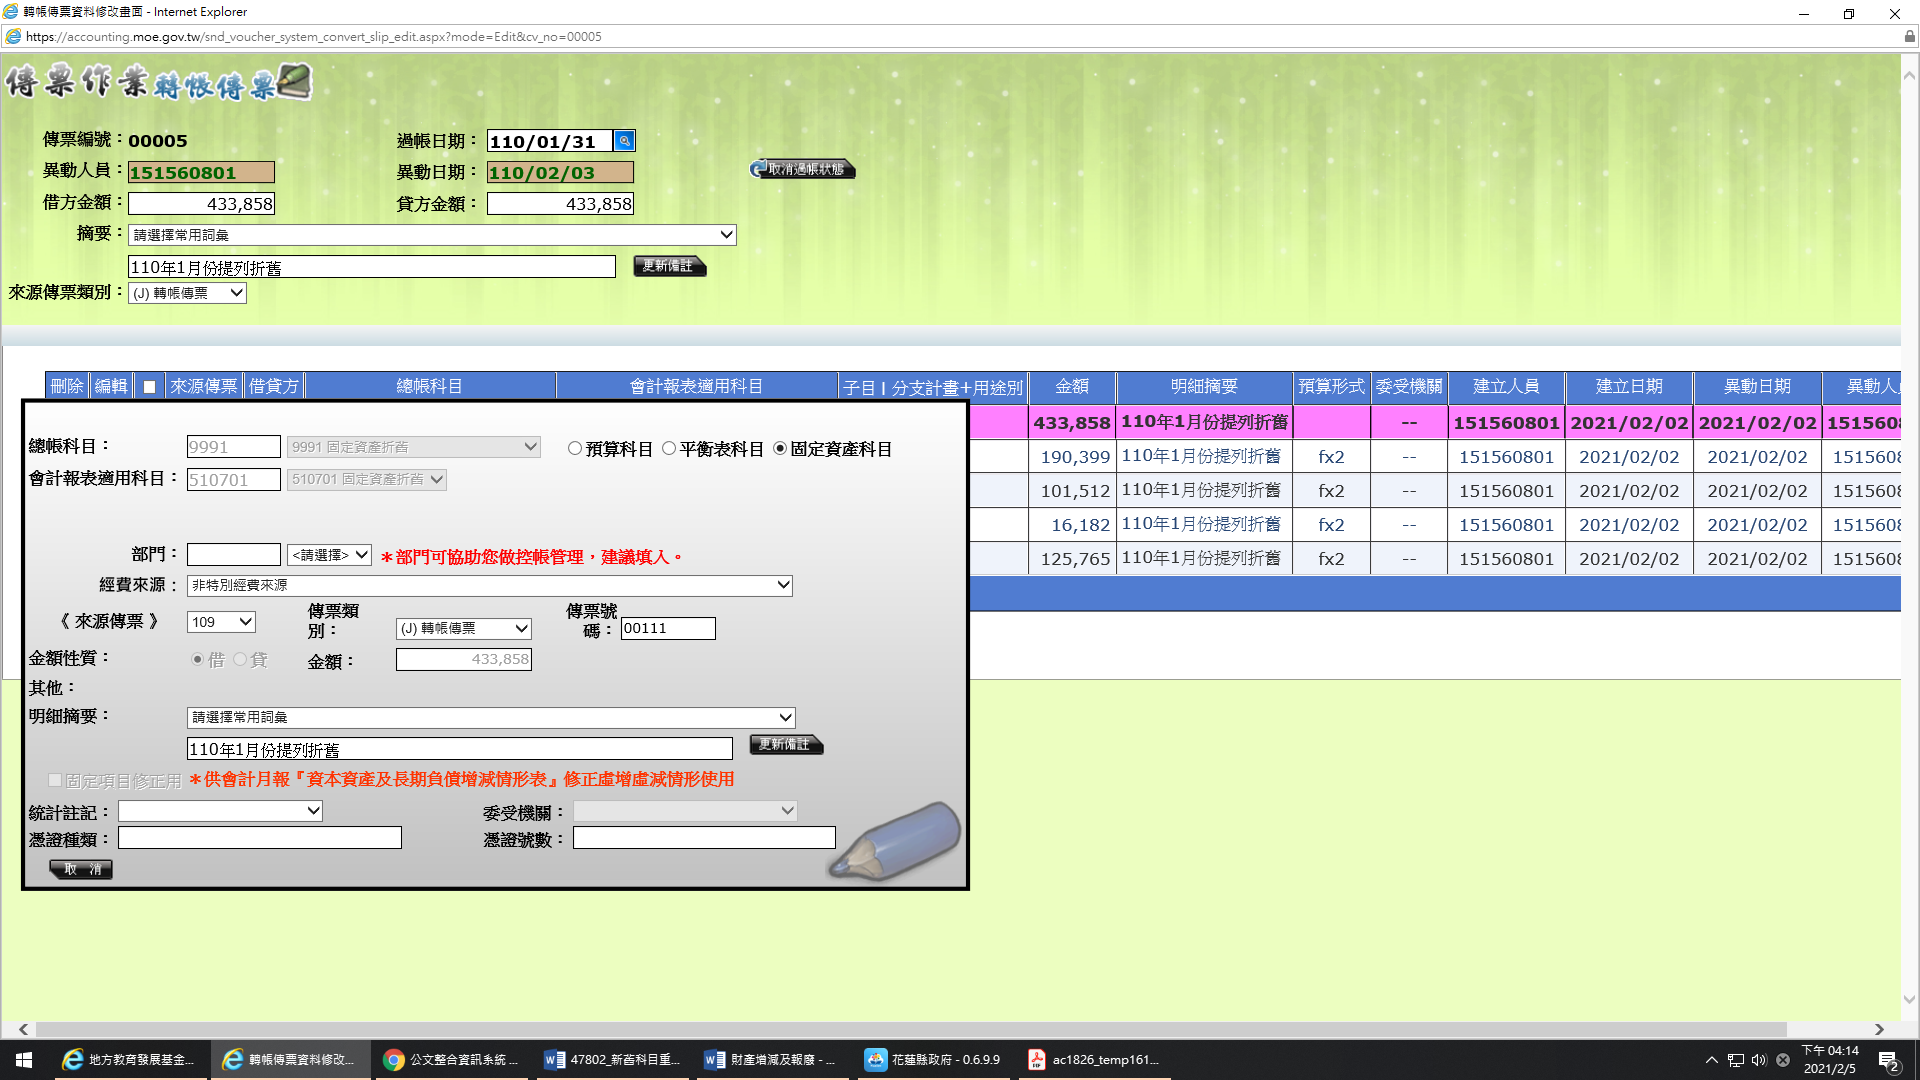 轉帳傳票資料修改畫面 - Internet Explorer
https://accounting.moe.gov.tw/snd_voucher_system_convert_slip_edit.aspx?mode=Edit&cv_no=00005
傳票作業 轉帳傳票
傳票編號：00005 過帳日期：110/01/31
異動人員：151560801 異動日期：110/02/03 取消過帳狀態
借方金額：433,858 貸方金額：433,858
摘要：請選擇常用詞彙
110年1月份提列折舊 更新備註
來源傳票類別：(J) 轉帳傳票
刪除 編輯 來源傳票 借貸方 總帳科目 會計報表適用科目 子目 | 分支計畫+用途別 金額 明細摘要 預算形式 委受機關 建立人員 建立日期 異動日期 異動人
433,858 110年1月份提列折舊 -- 151560801 2021/02/02 2021/02/02 15156080
190,399 110年1月份提列折舊 fx2 -- 151560801 2021/02/02 2021/02/02 15156080
101,512 110年1月份提列折舊 fx2 -- 151560801 2021/02/02 2021/02/02 15156080
16,182 110年1月份提列折舊 fx2 -- 151560801 2021/02/02 2021/02/02 15156080
125,765 110年1月份提列折舊 fx2 -- 151560801 2021/02/02 2021/02/02 15156080
總帳科目：9991 9991 固定資產折舊 預算科目 平衡表科目 固定資產科目
會計報表適用科目：510701 510701 固定資產折舊
部門： <請選擇> ＊部門可協助您做控帳管理，建議填入。
經費來源：非特別經費來源
《 來源傳票 》 109 傳票類別： (J) 轉帳傳票 傳票號碼： 00111
金額性質： 借 貸 金額： 433,858
其他：
明細摘要：請選擇常用詞彙
110年1月份提列折舊 更新備註
固定項目修正用 ＊供會計月報『資本資產及長期負債增減情形表』修正虛增虛減情形使用
統計註記： 委受機關：
憑證種類： 憑證號數：
取 消
地方教育發展基金...
轉帳傳票資料修改...
公文整合資訊系統 ...
47802_新舊科目重...
財產增減及報廢 - ...
花蓮縣政府 - 0.6.9.9
ac1826_temp161...
下午 04:14
2021/2/5
2